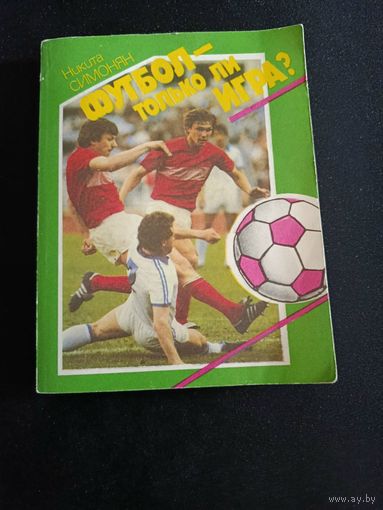 Никита
СИМОНЯН
ФУТБОЛ—
ТОЛЬКО ЛИ
ИГРА?
www.ay.by